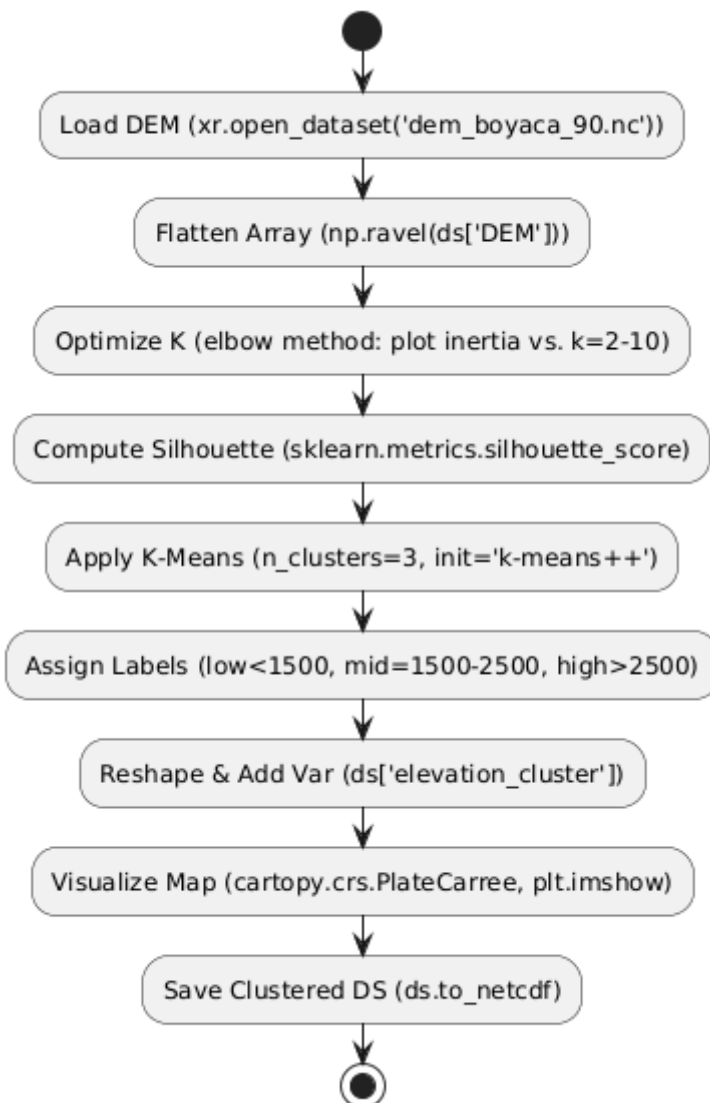 Load DEM (xr.open_dataset('dem_boyaca_90.nc'))
Flatten Array (np.ravel(ds['DEM']))
Optimize K (elbow method: plot inertia vs. k=2-10)
Compute Silhouette (sklearn.metrics.silhouette_score)
Apply K-Means (n_clusters=3, init='k-means++')
Assign Labels (low<1500, mid=1500-2500, high>2500)
Reshape & Add Var (ds['elevation_cluster'])
Visualize Map (cartopy.crs.PlateCarree, plt.imshow)
Save Clustered DS (ds.to_netcdf)